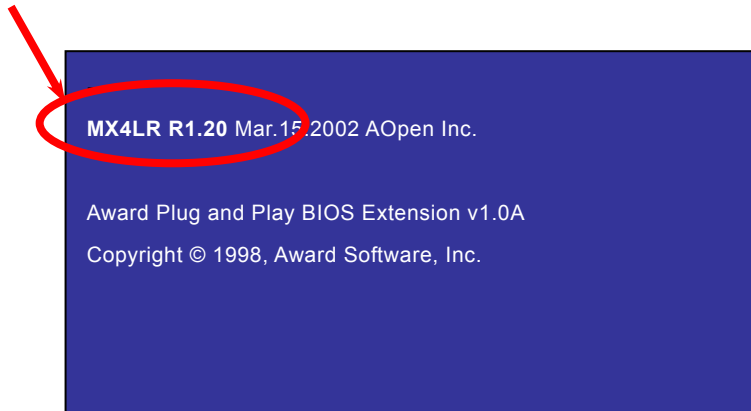 MX4LR R1.20 Mar.15.2002 AOpen Inc.
Award Plug and Play BIOS Extension v1.0A
Copyright © 1998, Award Software, Inc.